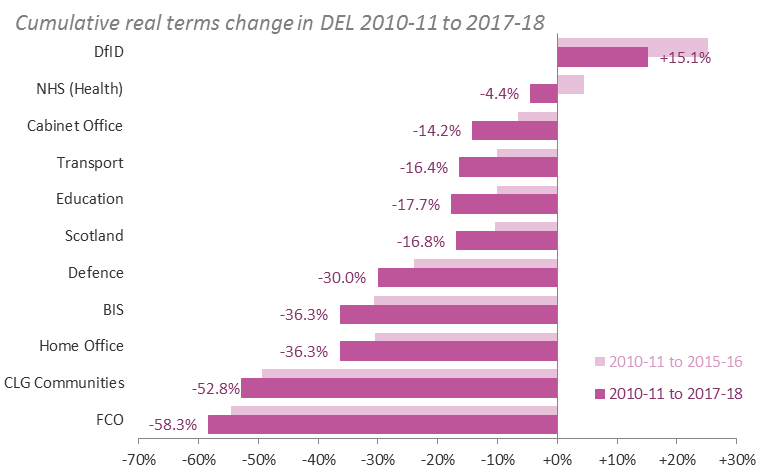 Cumulative real terms change in DEL 2010-11 to 2017-18
DfID
+15.1%
NHS (Health)
-4.4%
Cabinet Office
-14.2%
Transport
-16.4%
Education
-17.7%
Scotland
-16.8%
Defence
-30.0%
BIS
-36.3%
Home Office
-36.3%
2010-11 to 2015-16
CLG Communities
-52.8%
2010-11 to 2017-18
FCO
-58.3%
-70% -60% -50% -40% -30% -20% -10% +0% +10% +20% +30%